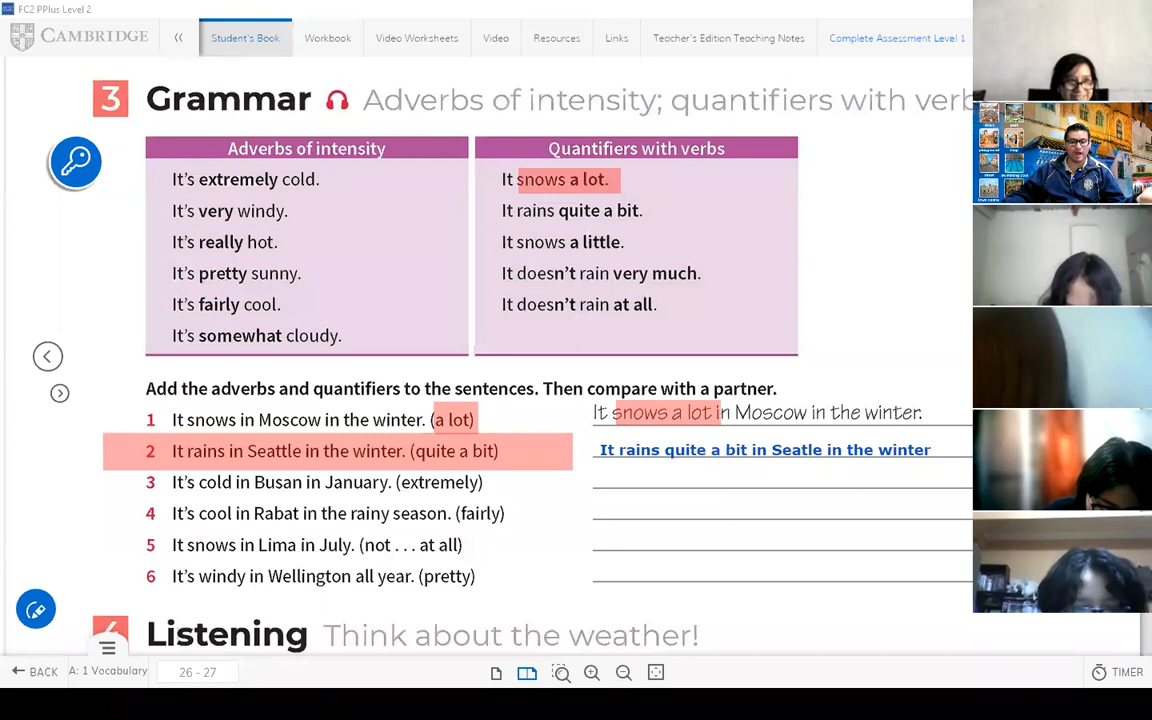 FC2 PPlus Level 2
CAMBRIDGE
Student's Book
Workbook
Video Worksheets
Video
Resources
Links
Teacher's Edition Teaching Notes
Complete Assessment Level 1
3 Grammar Adverbs of intensity; quantifiers with verb
Adverbs of intensity
It's extremely cold.
It's very windy.
It's really hot.
It's pretty sunny.
It's fairly cool.
It's somewhat cloudy.
Quantifiers with verbs
It snows a lot.
It rains quite a bit.
It snows a little.
It doesn't rain very much.
It doesn't rain at all.
Add the adverbs and quantifiers to the sentences. Then compare with a partner.
1 It snows in Moscow in the winter. (a lot)
It snows a lot in Moscow in the winter.
2 It rains in Seattle in the winter. (quite a bit)
It rains quite a bit in Seatle in the winter
3 It's cold in Busan in January. (extremely)
4 It's cool in Rabat in the rainy season. (fairly)
5 It snows in Lima in July. (not . . . at all)
6 It's windy in Wellington all year. (pretty)
Listening Think about the weather!
BACK
A: 1 Vocabulary
26 - 27
TIMER